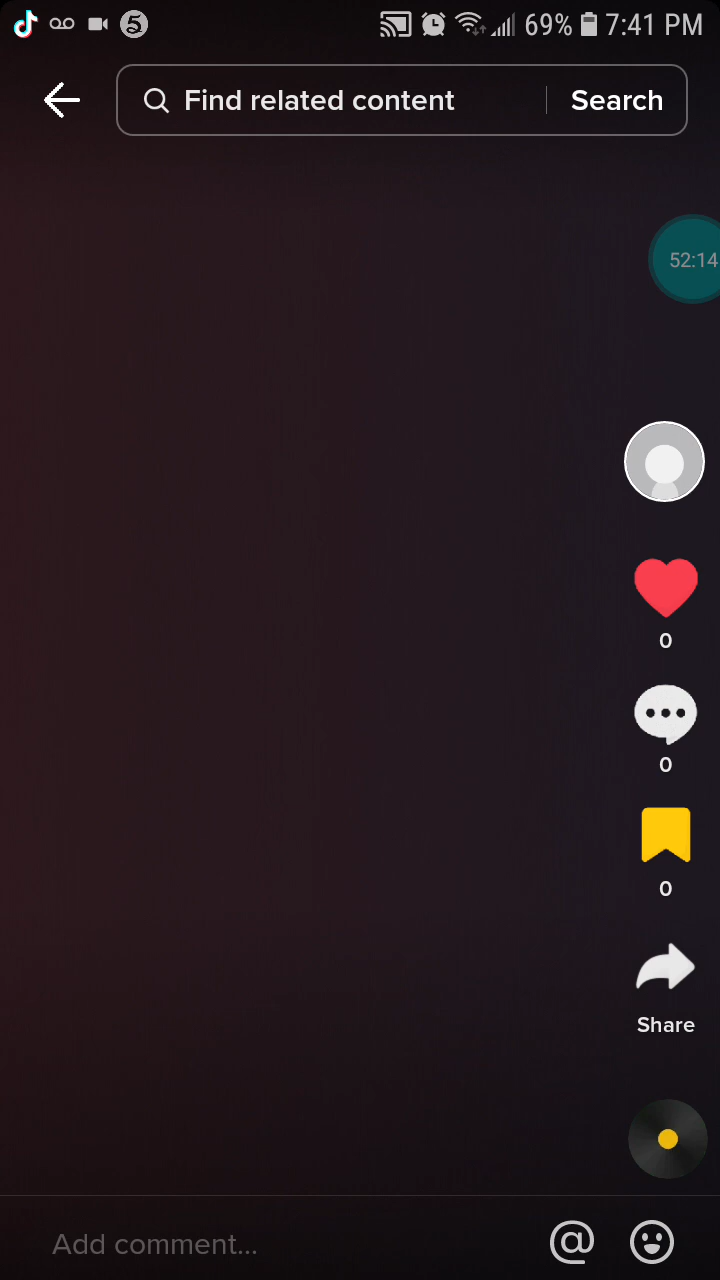 69% 7:41 PM
Find related content Search
52:14
0
0
0
Share
Add comment...